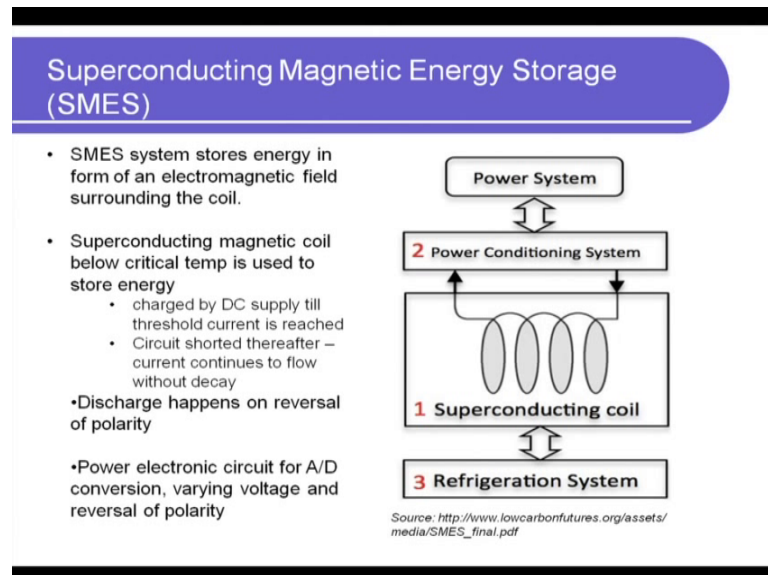 Superconducting Magnetic Energy Storage
(SMES)
• SMES system stores energy in
form of an electromagnetic field
surrounding the coil.
• Superconducting magnetic coil
below critical temp is used to
store energy
• charged by DC supply till
threshold current is reached
• Circuit shorted thereafter –
current continues to flow
without decay
•Discharge happens on reversal
of polarity
•Power electronic circuit for A/D
conversion, varying voltage and
reversal of polarity
Power System
2 Power Conditioning System
1 Superconducting coil
3 Refrigeration System
Source: http://www.lowcarbonfutures.org/assets/
media/SMES_final.pdf